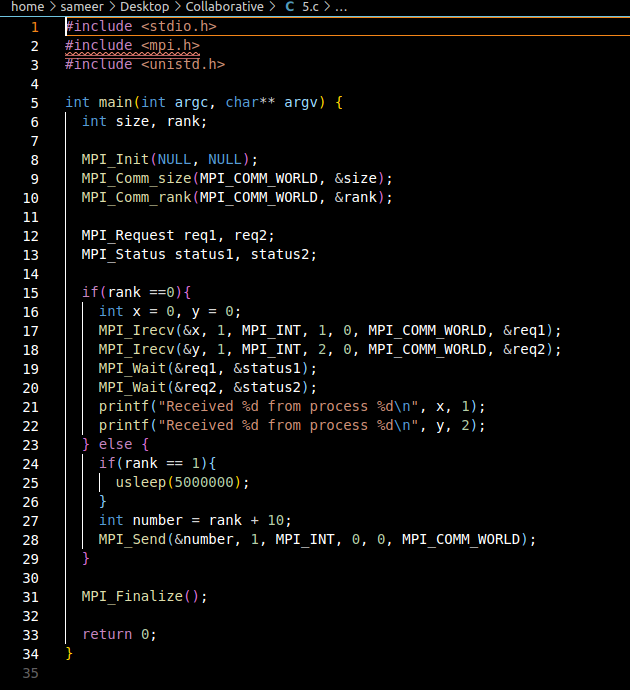 home > sameer > Desktop > Collaborative > C 5.c > ...
1 #include <stdio.h>
2 #include <mpi.h>
3 #include <unistd.h>
4
5 int main(int argc, char** argv) {
6   int size, rank;
7
8   MPI_Init(NULL, NULL);
9   MPI_Comm_size(MPI_COMM_WORLD, &size);
10   MPI_Comm_rank(MPI_COMM_WORLD, &rank);
11
12   MPI_Request req1, req2;
13   MPI_Status status1, status2;
14
15   if(rank ==0){
16     int x = 0, y = 0;
17     MPI_Irecv(&x, 1, MPI_INT, 1, 0, MPI_COMM_WORLD, &req1);
18     MPI_Irecv(&y, 1, MPI_INT, 2, 0, MPI_COMM_WORLD, &req2);
19     MPI_Wait(&req1, &status1);
20     MPI_Wait(&req2, &status2);
21     printf("Received %d from process %d\n", x, 1);
22     printf("Received %d from process %d\n", y, 2);
23   } else {
24     if(rank == 1){
25       usleep(5000000);
26     }
27     int number = rank + 10;
28     MPI_Send(&number, 1, MPI_INT, 0, 0, MPI_COMM_WORLD);
29   }
30
31   MPI_Finalize();
32
33   return 0;
34 }
35